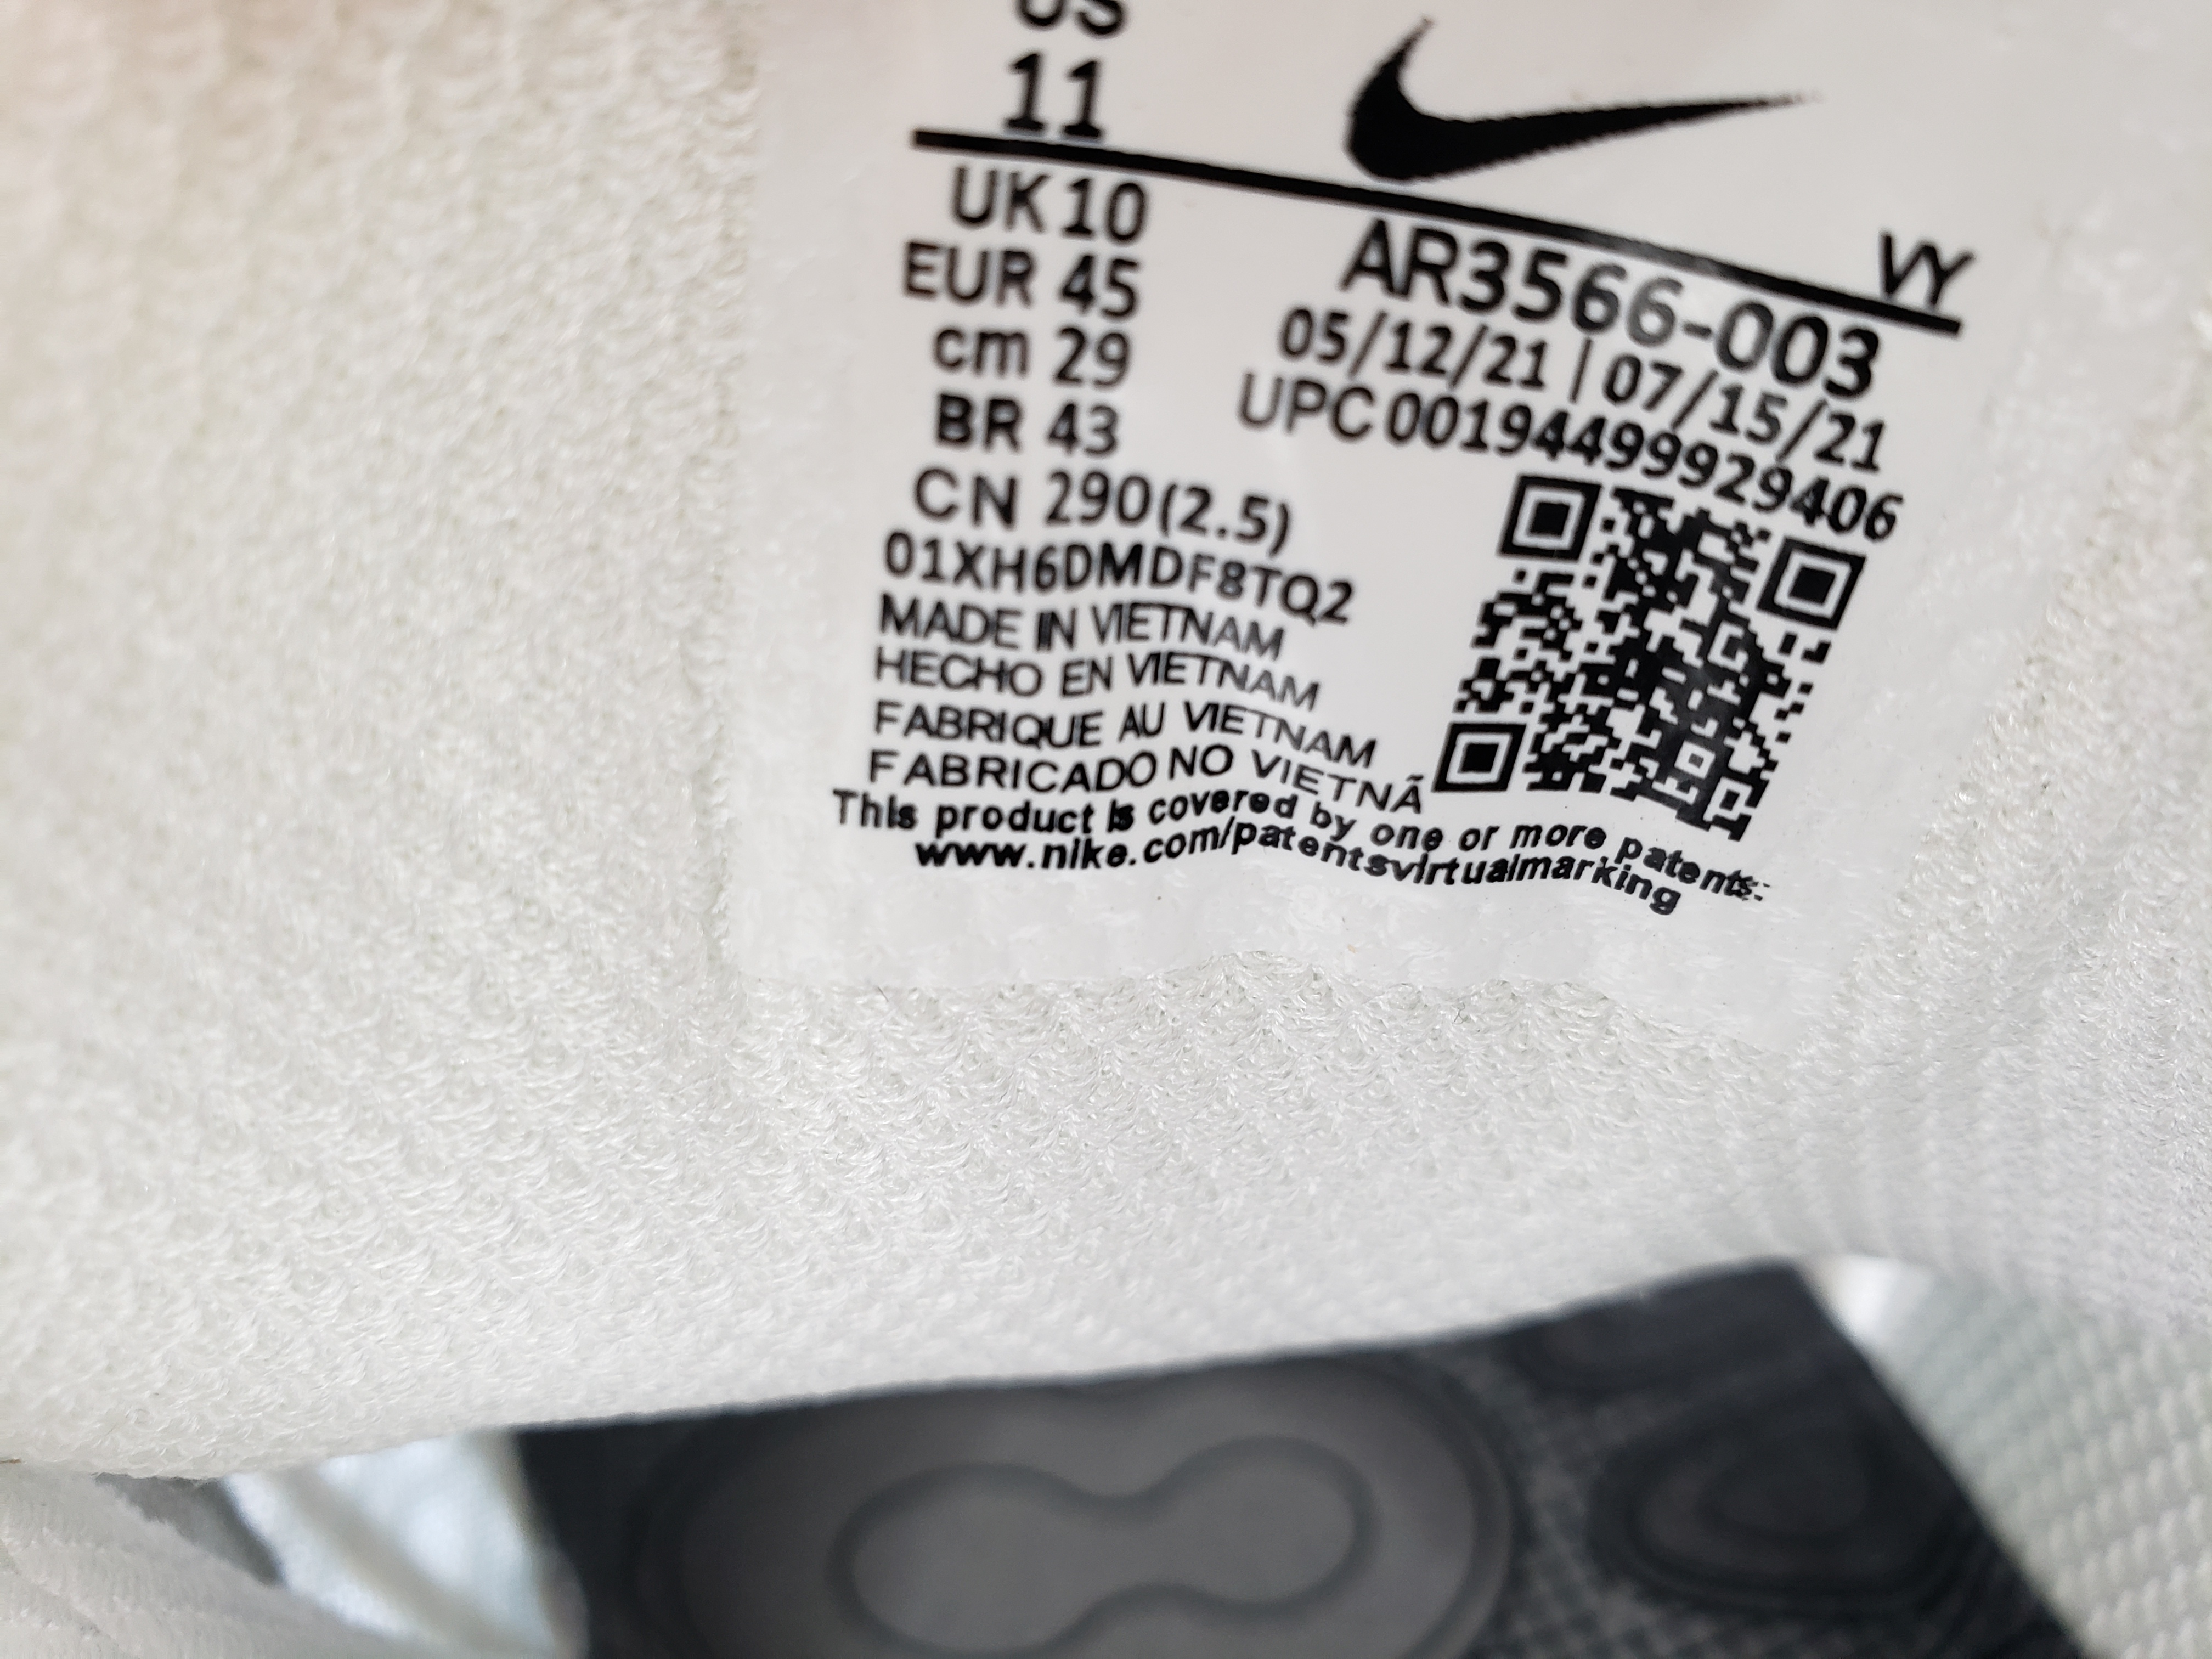 US
11
UK 10
EUR 45
cm 29
BR 43
CN 290(2.5)
01XH6DMDF8TQ2
MADE IN VIETNAM
HECHO EN VIETNAM
FABRIQUE AU VIETNAM
FABRICADO NO VIETNÃ
VY
AR3566-003
05/12/21 | 07/15/21
UPC00194499929406
This product is covered by one or more patents:
www.nike.com/patentsvirtualmarking